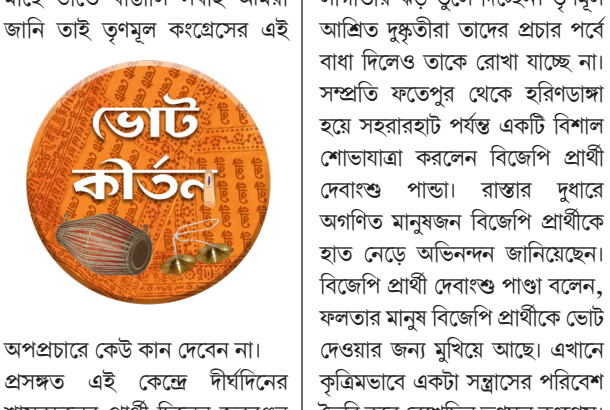 মাছে ভাতে বাঙালি সবাই আমরা
জানি তাই তৃণমূল কংগ্রেসের এই
ভোট
কীর্তন
অপপ্রচারে কেউ কান দেবেন না।
প্রসঙ্গত এই কেন্দ্রে দীর্ঘদিনের
আশ্রিত দুষ্কৃতীরা তাদের প্রচার পর্বে
বাধা দিলেও তাকে রোখা যাচ্ছে না।
সম্প্রতি ফতেপুর থেকে হরিণডাঙ্গা
হয়ে সহরারহাট পর্যন্ত একটি বিশাল
শোভাযাত্রা করলেন বিজেপি প্রার্থী
দেবাংশু পান্ডা। রাস্তার দুধারে
অগণিত মানুষজন বিজেপি প্রার্থীকে
হাত নেড়ে অভিনন্দন জানিয়েছেন।
বিজেপি প্রার্থী দেবাংশু পাণ্ডা বলেন,
ফলতার মানুষ বিজেপি প্রার্থীকে ভোট
দেওয়ার জন্য মুখিয়ে আছে। এখানে
কৃত্রিমভাবে একটা সন্ত্রাসের পরিবেশ